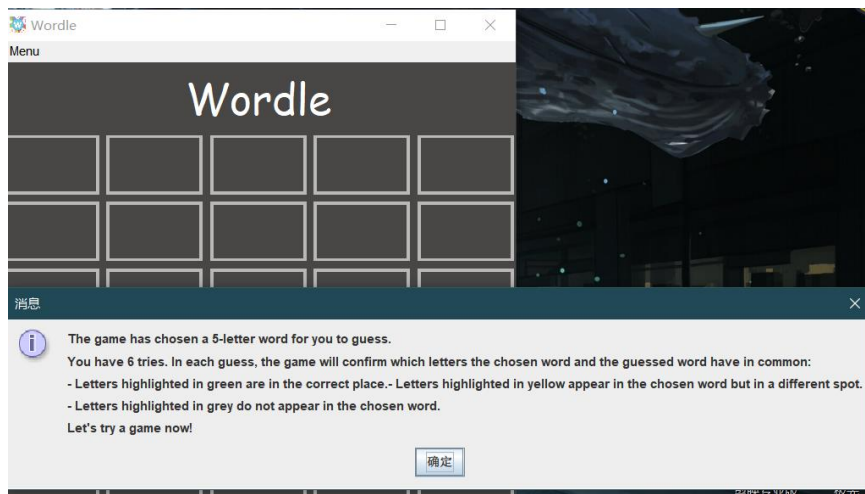 Wordle
Menu
Wordle
消息
The game has chosen a 5-letter word for you to guess.
You have 6 tries. In each guess, the game will confirm which letters the chosen word and the guessed word have in common:
- Letters highlighted in green are in the correct place.- Letters highlighted in yellow appear in the chosen word but in a different spot.
- Letters highlighted in grey do not appear in the chosen word.
Let's try a game now!
确定